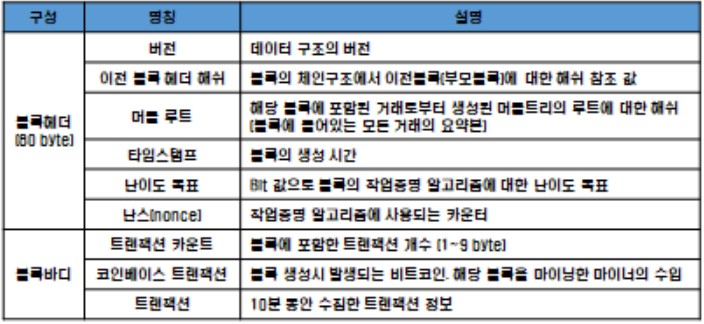 구성 명칭 설명
버전 데이터 구조의 버전
이전 블록 헤더 해쉬 블록의 체인구조에서 이전블록(부모블록)에 대한 해쉬 참조 값
블록헤더
(80 byte)
머클 루트 해당 블록에 포함된 거래로부터 생성된 머클트리의 루트에 대한 해쉬
(블록에 들어있는 모든 거래의 요약본)
타임스탬프 블록의 생성 시간
난이도 목표 Bit 값으로 블록의 작업증명 알고리즘에 대한 난이도 목표
난스(nonce) 작업증명 알고리즘에 사용되는 카운터
블록바디
트랜잭션 카운트 블록에 포함한 트랜잭션 개수 (1~9 byte)
코인베이스 트랜잭션 블록 생성시 발생되는 비트코인. 해당 블록을 마이닝한 마이너의 수입
트랜잭션 10분 동안 수집한 트랜잭션 정보